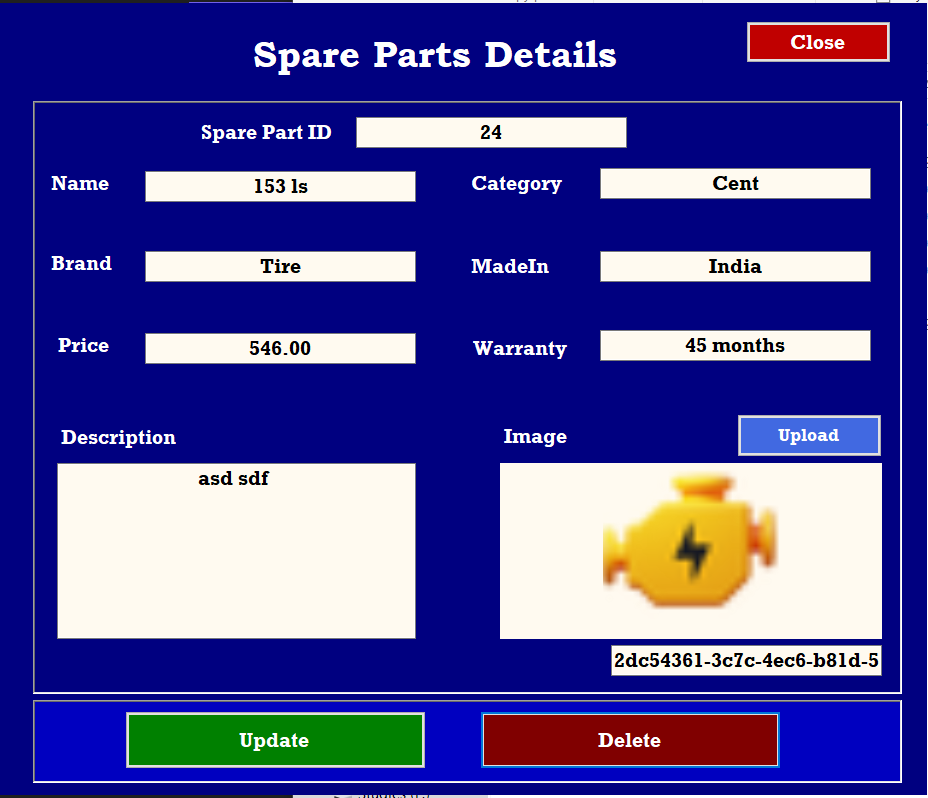 Spare Parts Details
Close
Spare Part ID 24
Name 153 ls Category Cent
Brand Tire MadeIn India
Price 546.00 Warranty 45 months
Description Image Upload
asd sdf
2dc54361-3c7c-4ec6-b81d-5
Update Delete